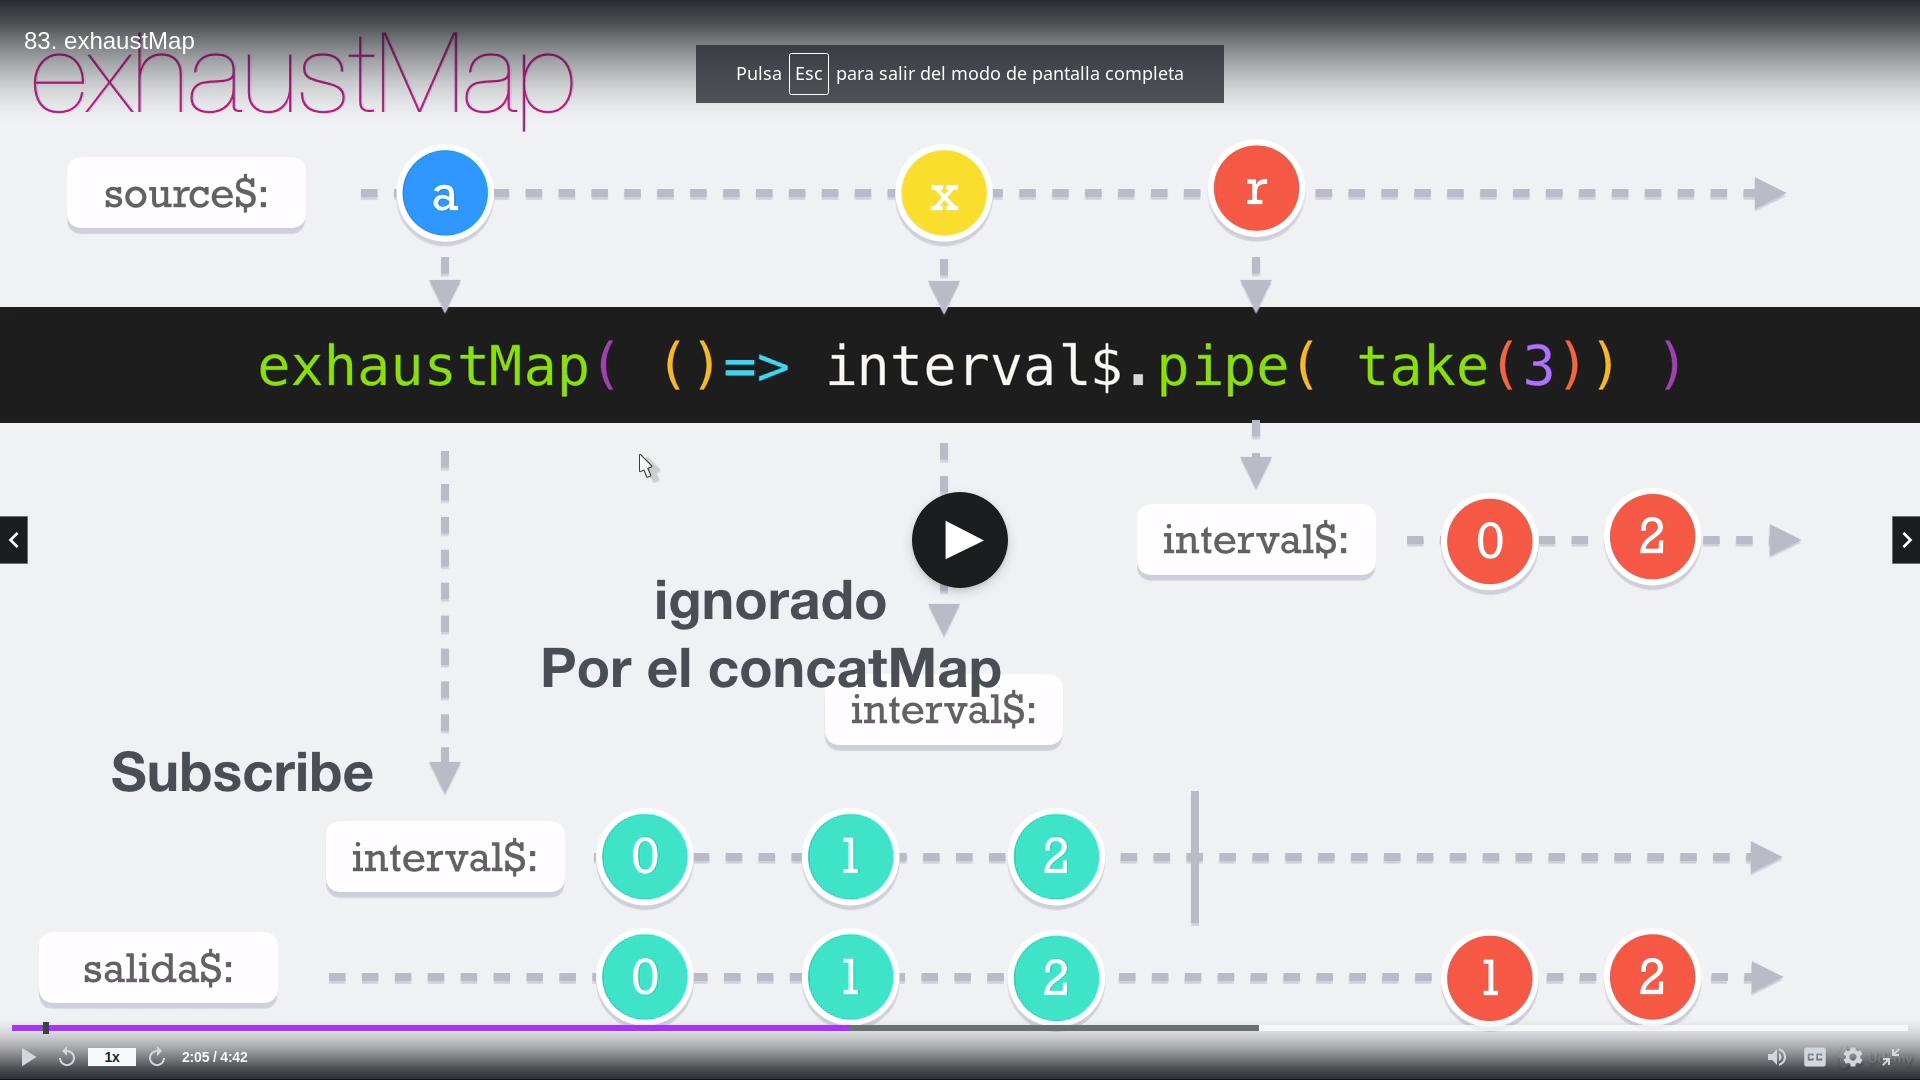 83. exhaustMap
exhaustMap
Pulsa Esc para salir del modo de pantalla completa
source$: a x r
exhaustMap( ()=> interval$.pipe( take(3)) )
interval$: 0 2
ignorado
Por el concatMap
interval$:
Subscribe
interval$: 0 1 2
salida$: 0 1 2 1 2
1x 2:05 / 4:42 CC